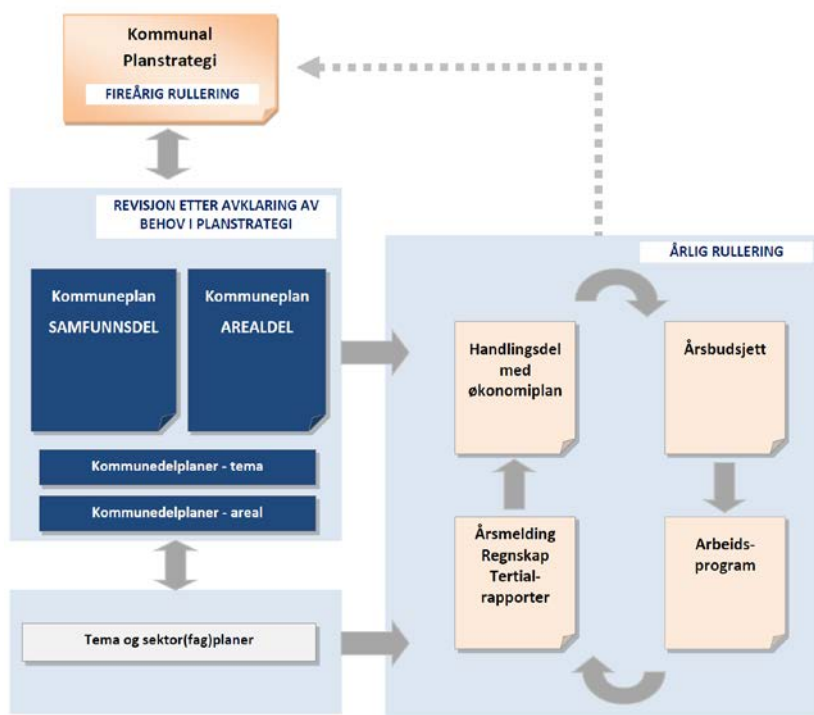 Kommunal
Planstrategi
FIREÅRIG RULLERING
REVISJON ETTER AVKLARING AV
BEHOV I PLANSTRATEGI
Kommuneplan
SAMFUNNSDEL
Kommuneplan
AREALDEL
Kommunedelplaner - tema
Kommunedelplaner - areal
Tema og sektor(fag)planer
ÅRLIG RULLERING
Handlingsdel
med
økonomiplan
Årsbudsjett
Årsmelding
Regnskap
Tertial-
rapporter
Arbeids-
program